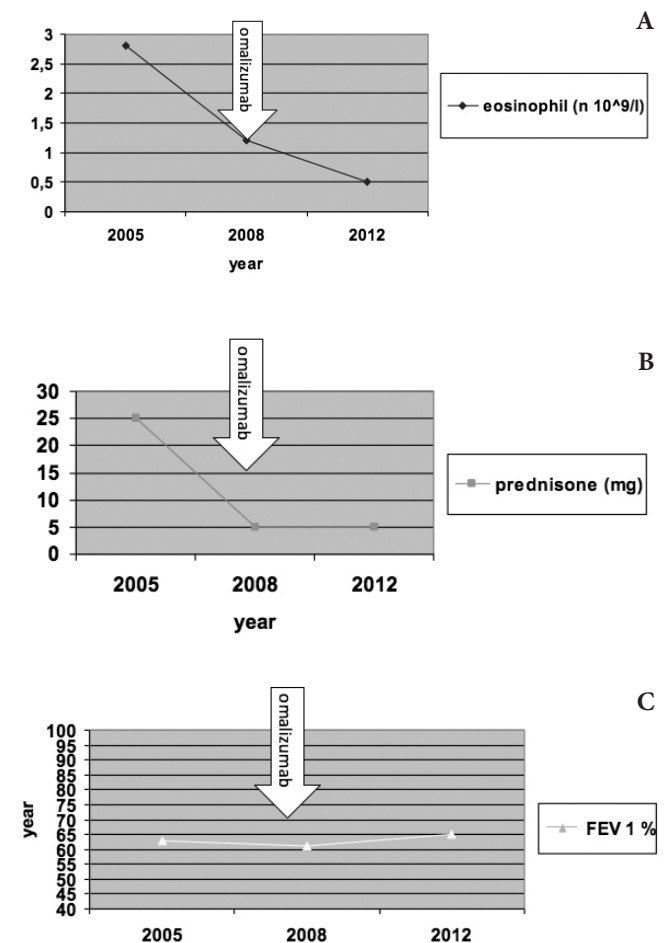 A
omalizumab
3
2,5
2
1,5
1
0,5
0
2005 2008 2012
year
eosinophil (n 10^9/l)
B
omalizumab
30
25
20
15
10
5
0
2005 2008 2012
year
prednisone (mg)
C
omalizumab
100
95
90
85
80
75
70
65
60
55
50
45
40
year
2005 2008 2012
FEV 1 %